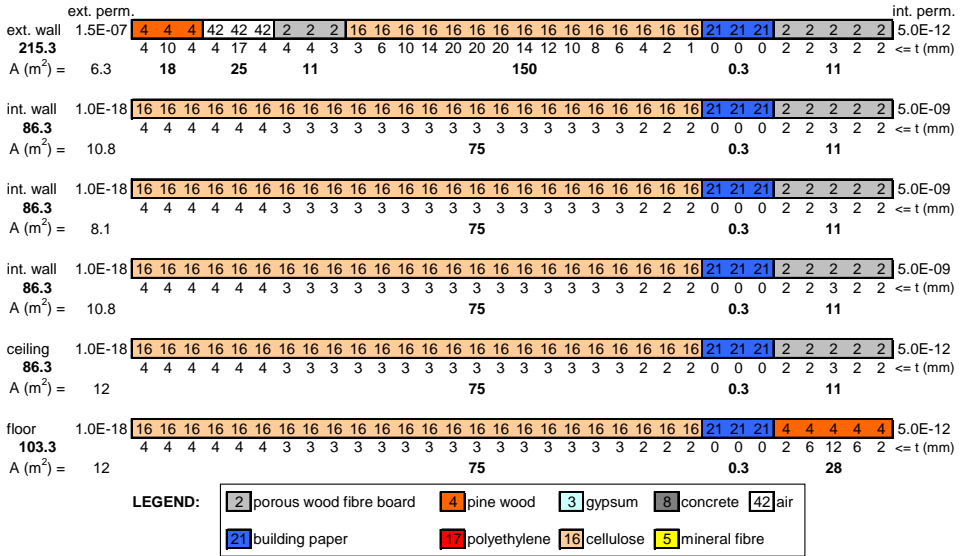 ext. perm. int. perm.
ext. wall 1.5E-07 4 4 4 42 42 42 2 2 2 16 16 16 16 16 16 16 16 16 16 16 16 16 16 16 21 21 21 2 2 2 2 2 5.0E-12
215.3 4 10 4 4 17 4 4 4 3 3 6 10 14 20 20 20 14 12 10 8 6 4 2 1 0 0 0 2 2 3 2 2 <= t (mm)
A (m²) = 6.3 18 25 11 150 0.3 11
int. wall 1.0E-18 16 16 16 16 16 16 16 16 16 16 16 16 16 16 16 16 16 16 16 16 16 16 16 16 21 21 21 2 2 2 2 2 5.0E-09
86.3 4 4 4 4 4 4 3 3 3 3 3 3 3 3 3 3 3 3 3 3 3 2 2 2 0 0 0 2 2 3 2 2 <= t (mm)
A (m²) = 10.8 75 0.3 11
int. wall 1.0E-18 16 16 16 16 16 16 16 16 16 16 16 16 16 16 16 16 16 16 16 16 16 16 16 16 21 21 21 2 2 2 2 2 5.0E-09
86.3 4 4 4 4 4 4 3 3 3 3 3 3 3 3 3 3 3 3 3 3 3 2 2 2 0 0 0 2 2 3 2 2 <= t (mm)
A (m²) = 8.1 75 0.3 11
int. wall 1.0E-18 16 16 16 16 16 16 16 16 16 16 16 16 16 16 16 16 16 16 16 16 16 16 16 16 21 21 21 2 2 2 2 2 5.0E-09
86.3 4 4 4 4 4 4 3 3 3 3 3 3 3 3 3 3 3 3 3 3 3 2 2 2 0 0 0 2 2 3 2 2 <= t (mm)
A (m²) = 10.8 75 0.3 11
ceiling 1.0E-18 16 16 16 16 16 16 16 16 16 16 16 16 16 16 16 16 16 16 16 16 16 16 16 16 21 21 21 2 2 2 2 2 5.0E-12
86.3 4 4 4 4 4 4 3 3 3 3 3 3 3 3 3 3 3 3 3 3 3 2 2 2 0 0 0 2 2 3 2 2 <= t (mm)
A (m²) = 12 75 0.3 11
floor 1.0E-18 16 16 16 16 16 16 16 16 16 16 16 16 16 16 16 16 16 16 16 16 16 16 16 16 21 21 21 4 4 4 4 4 5.0E-12
103.3 4 4 4 4 4 4 3 3 3 3 3 3 3 3 3 3 3 3 3 3 3 2 2 2 0 0 0 2 6 12 6 2 <= t (mm)
A (m²) = 12 75 0.3 28
LEGEND: 2 porous wood fibre board 4 pine wood 3 gypsum 8 concrete 42 air
21 building paper 17 polyethylene 16 cellulose 5 mineral fibre